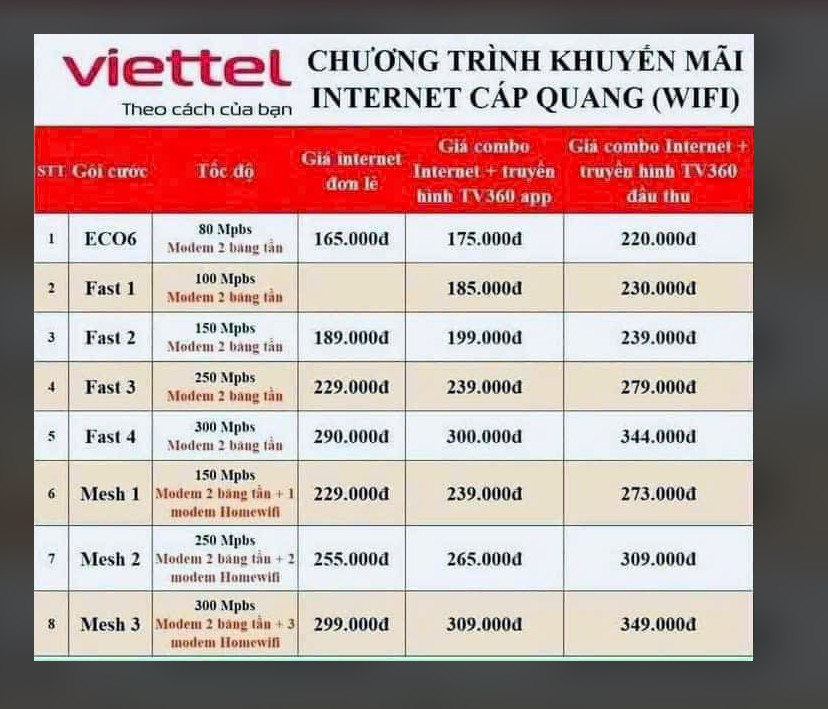 viettel
Theo cách của bạn
CHƯƠNG TRÌNH KHUYẾN MÃI
INTERNET CÁP QUANG (WIFI)
STT Gói cước Tốc độ Giá internet đơn lẻ Giá combo Internet + truyền hình TV360 app Giá combo Internet + truyền hình TV360 đầu thu
1 ECO6 80 Mpbs Modem 2 băng tần 165.000đ 175.000đ 220.000đ
2 Fast 1 100 Mpbs Modem 2 băng tần 185.000đ 230.000đ
3 Fast 2 150 Mpbs Modem 2 băng tần 189.000đ 199.000đ 239.000đ
4 Fast 3 250 Mpbs Modem 2 băng tần 229.000đ 239.000đ 279.000đ
5 Fast 4 300 Mpbs Modem 2 băng tần 290.000đ 300.000đ 344.000đ
6 Mesh 1 150 Mpbs Modem 2 băng tần + 1 modem Homewifi 229.000đ 239.000đ 273.000đ
7 Mesh 2 250 Mpbs Modem 2 băng tần + 2 modem Homewifi 255.000đ 265.000đ 309.000đ
8 Mesh 3 300 Mpbs Modem 2 băng tần + 3 modem Homewifi 299.000đ 309.000đ 349.000đ